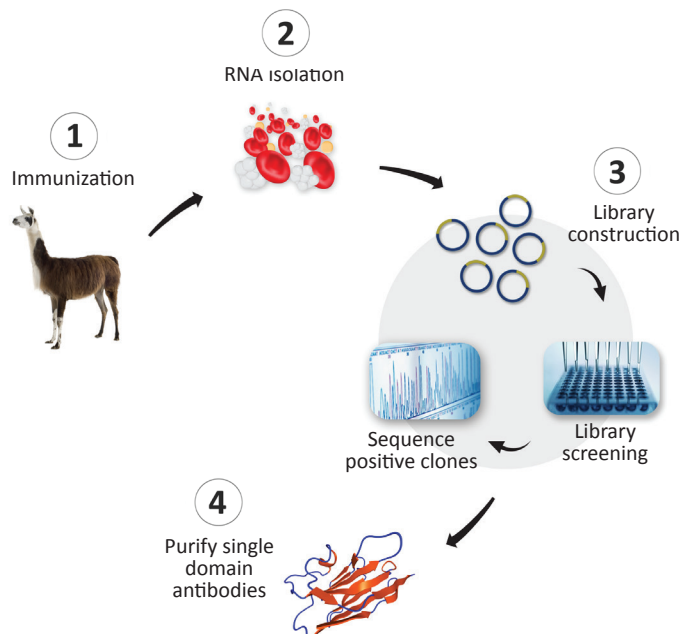 1
Immunization
2
RNA isolation
3
Library
construction
Library
screening
Sequence
positive clones
4
Purify single
domain
antibodies